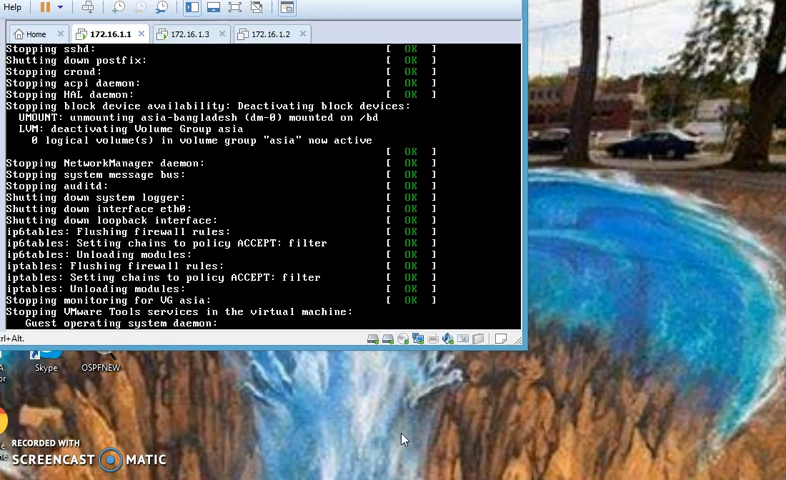 Help
Home
172.16.1.1
172.16.1.3
172.16.1.2
Stopping sshd: [ OK ]
Shutting down postfix: [ OK ]
Stopping crond: [ OK ]
Stopping acpi daemon: [ OK ]
Stopping HAL daemon: [ OK ]
Stopping block device availability: Deactivating block devices:
UMOUNT: unmounting asia-bangladesh (dm-0) mounted on /bd
LVM: deactivating Volume Group asia
0 logical volume(s) in volume group "asia" now active
[ OK ]
Stopping NetworkManager daemon: [ OK ]
Stopping system message bus: [ OK ]
Stopping auditd: [ OK ]
Shutting down system logger: [ OK ]
Shutting down interface eth0: [ OK ]
Shutting down loopback interface: [ OK ]
ip6tables: Flushing firewall rules: [ OK ]
ip6tables: Setting chains to policy ACCEPT: filter [ OK ]
ip6tables: Unloading modules: [ OK ]
iptables: Flushing firewall rules: [ OK ]
iptables: Setting chains to policy ACCEPT: filter [ OK ]
iptables: Unloading modules: [ OK ]
Stopping monitoring for VG asia: [ OK ]
Stopping VMware Tools services in the virtual machine:
Guest operating system daemon:
rl+Alt.
Skype
OSPFNEW
RECORDED WITH
SCREENCAST MATIC